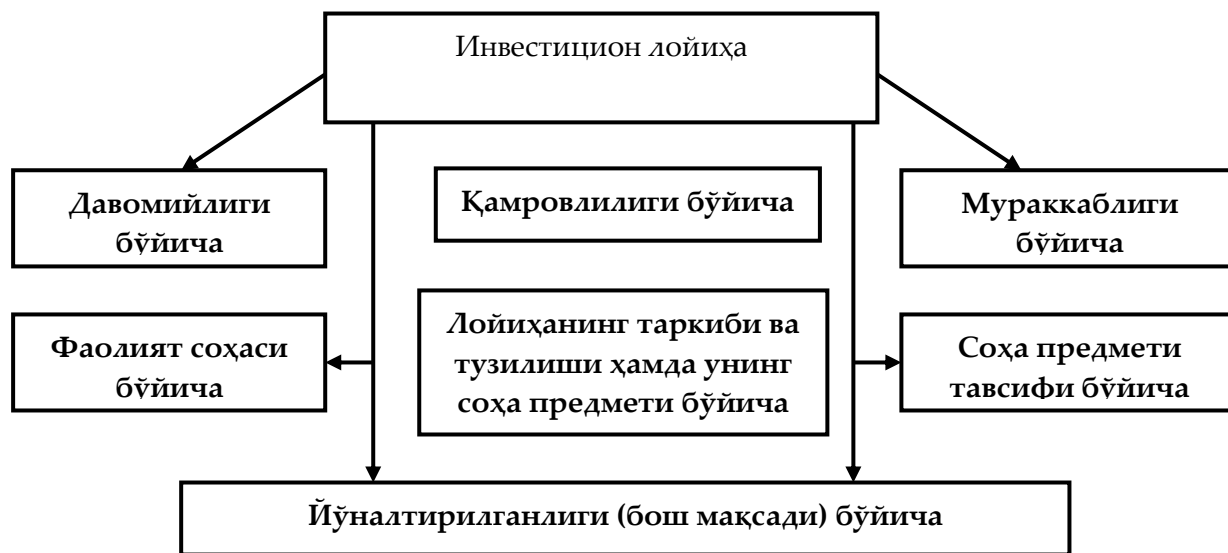 Инвестицион лойиҳа
Давомийлиги
бўйича
Қамровлилиги бўйича
Мураккаблиги
бўйича
Фаолият соҳаси
бўйича
Лойиҳанинг таркиби ва
тузилиши ҳамда унинг
соҳа предмети бўйича
Соҳа предмети
тавсифи бўйича
Йўналтирилганлиги (бош мақсади) бўйича